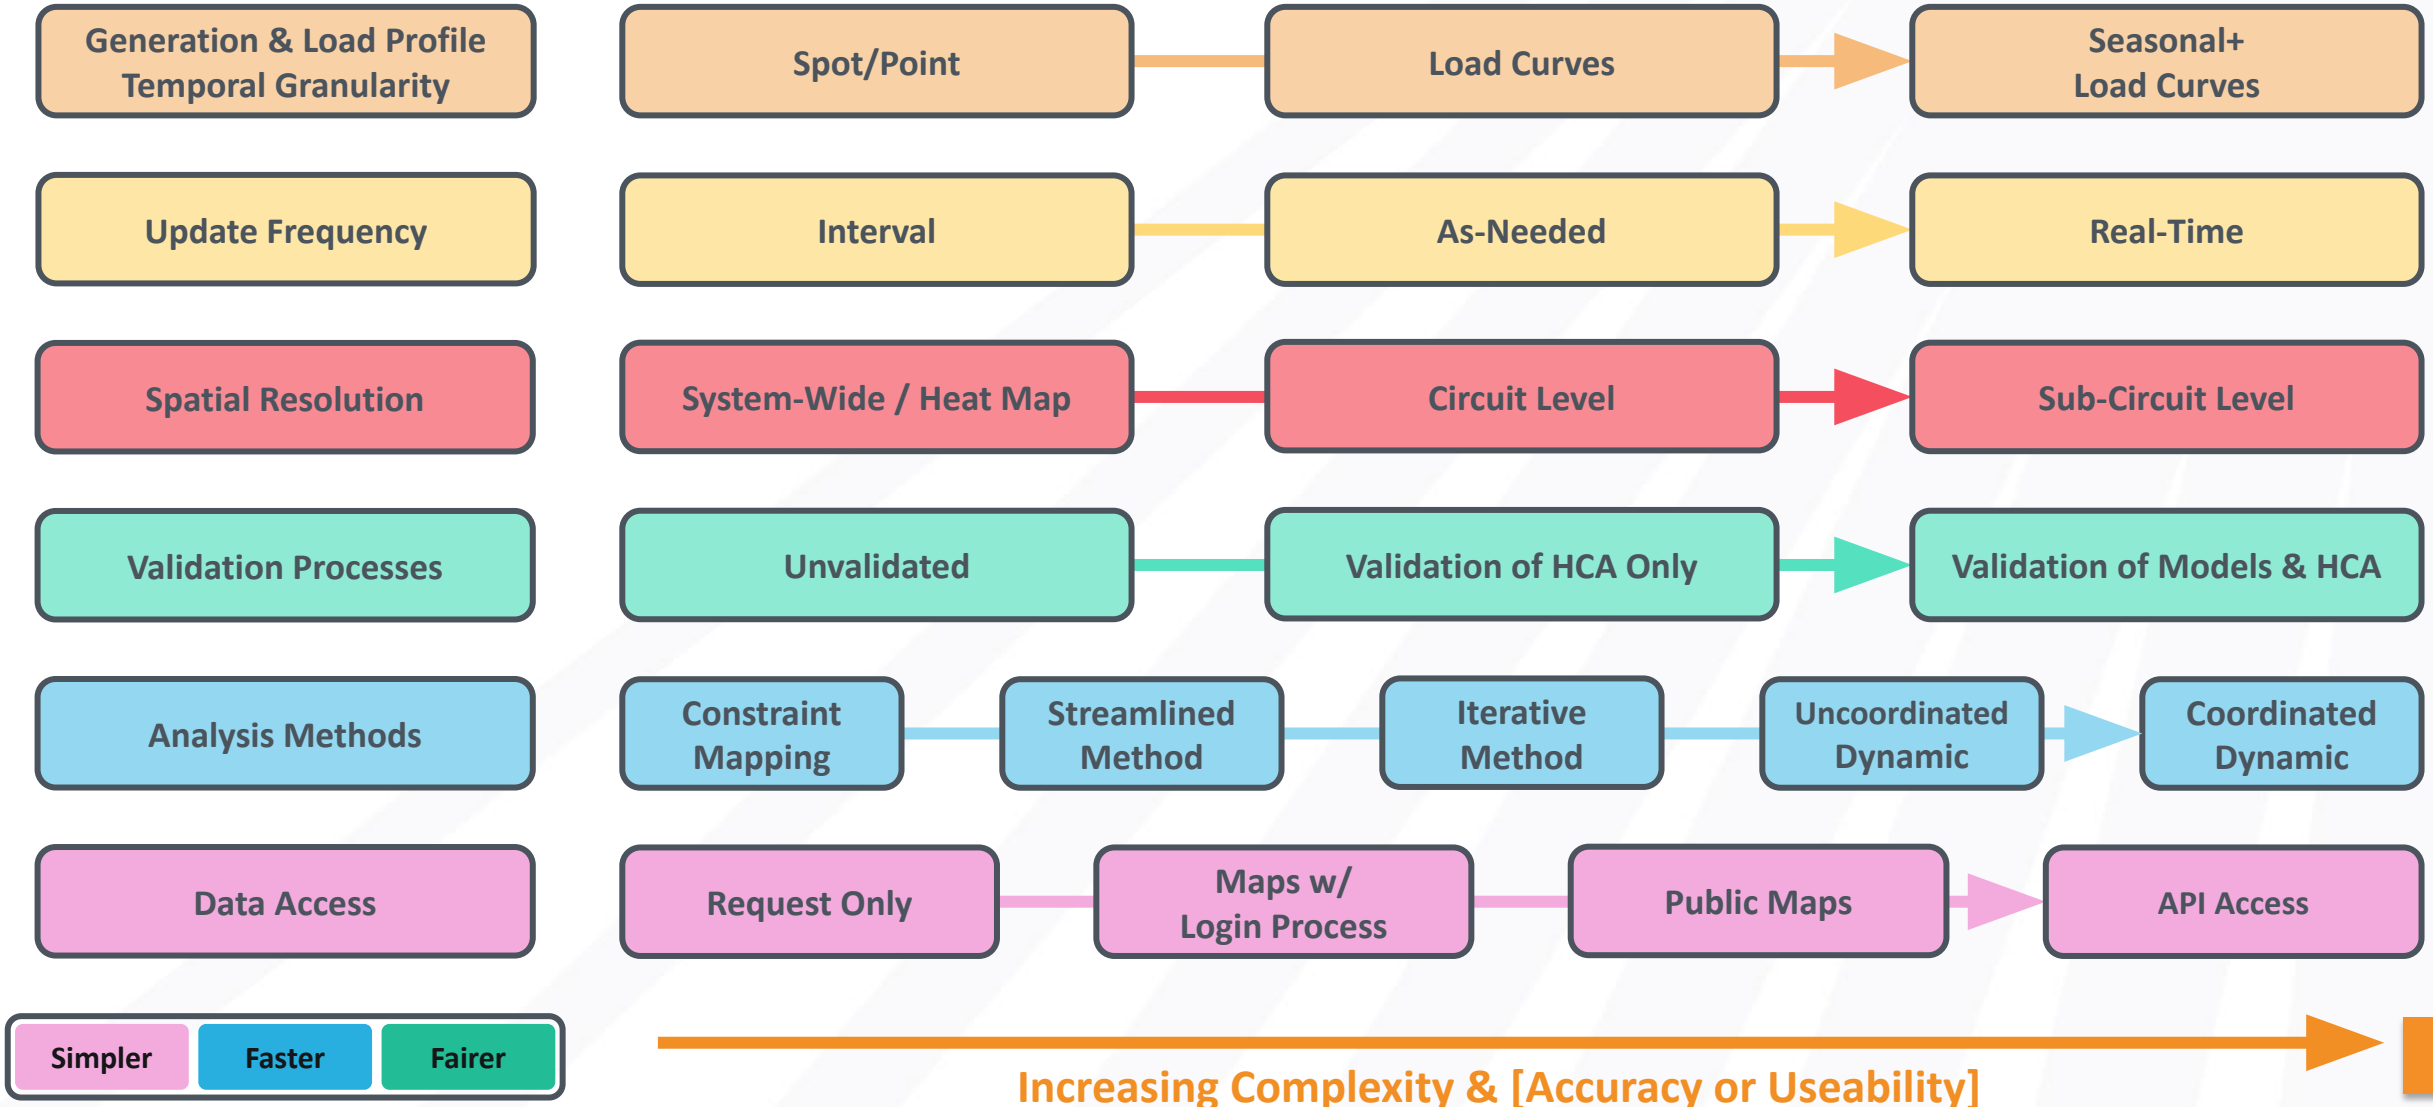 Generation & Load Profile
Temporal Granularity
Spot/Point
Load Curves
Seasonal+
Load Curves
Update Frequency
Interval
As-Needed
Real-Time
Spatial Resolution
System-Wide / Heat Map
Circuit Level
Sub-Circuit Level
Validation Processes
Unvalidated
Validation of HCA Only
Validation of Models & HCA
Analysis Methods
Constraint
Mapping
Streamlined
Method
Iterative
Method
Uncoordinated
Dynamic
Coordinated
Dynamic
Data Access
Request Only
Maps w/
Login Process
Public Maps
API Access
Simpler
Faster
Fairer
Increasing Complexity & [Accuracy or Useability]